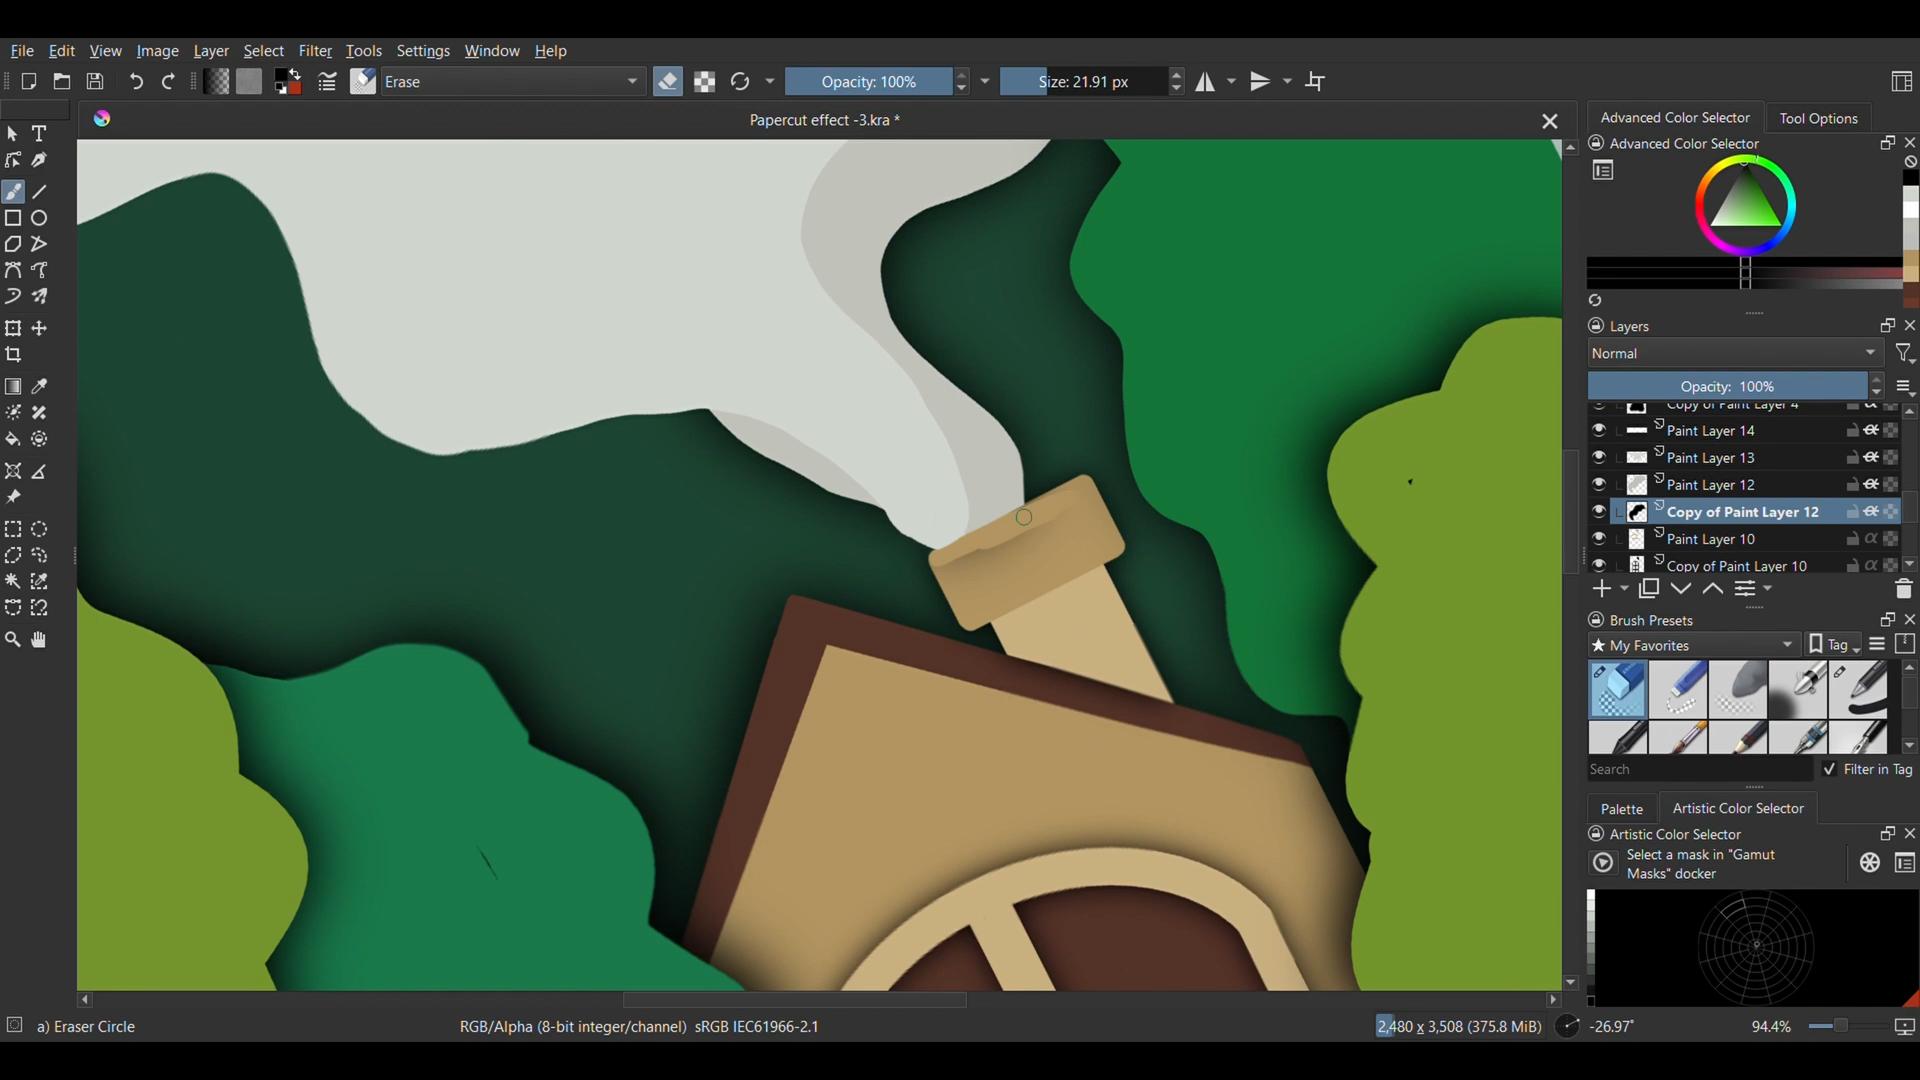 File Edit View Image Layer Select Filter Tools Settings Window Help
Erase Opacity: 100% Size: 21.91 px
Papercut effect -3.kra *
Advanced Color Selector Tool Options
Advanced Color Selector
Layers
Normal
Opacity: 100%
Copy of Paint Layer 4
Paint Layer 14
Paint Layer 13
Paint Layer 12
Copy of Paint Layer 12
Paint Layer 10
Copy of Paint Layer 10
Brush Presets
My Favorites Tag
Search Filter in Tag
Palette Artistic Color Selector
Artistic Color Selector
Select a mask in "Gamut
Masks" docker
a) Eraser Circle RGB/Alpha (8-bit integer/channel) sRGB IEC61966-2.1 2,480 x 3,508 (375.8 MiB) -26.97° 94.4%